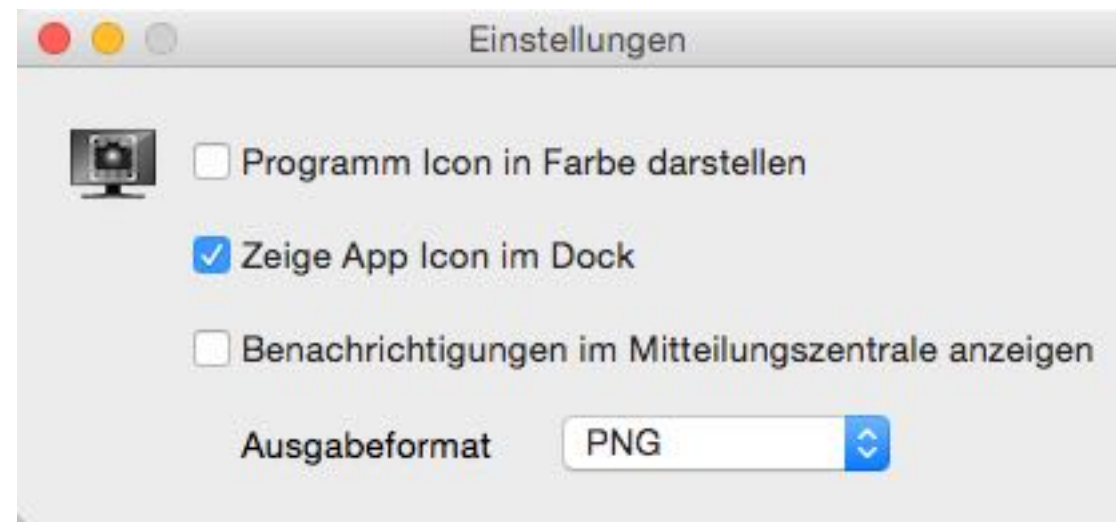 Einstellungen
Programm Icon in Farbe darstellen
Zeige App Icon im Dock
Benachrichtigungen im Mitteilungszentrale anzeigen
Ausgabeformat PNG